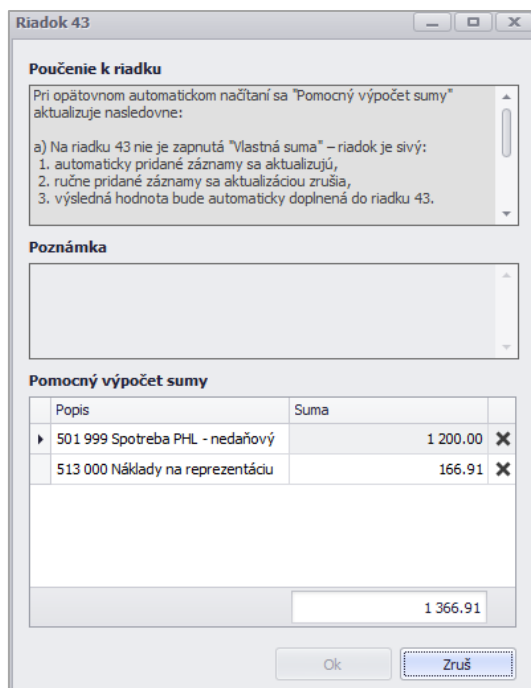 Riadok 43
Poučenie k riadku
Pri opätovnom automatickom načítaní sa "Pomocný výpočet sumy"
aktualizuje nasledovne:
a) Na riadku 43 nie je zapnutá "Vlastná suma" – riadok je sivý:
1. automaticky pridané záznamy sa aktualizujú,
2. ručne pridané záznamy sa aktualizáciou zrušia,
3. výsledná hodnota bude automaticky doplnená do riadku 43.
Poznámka
Pomocný výpočet sumy
Popis Suma
501 999 Spotreba PHL - nedaňový 1 200.00
513 000 Náklady na reprezentáciu 166.91
1 366.91
Ok Zruš